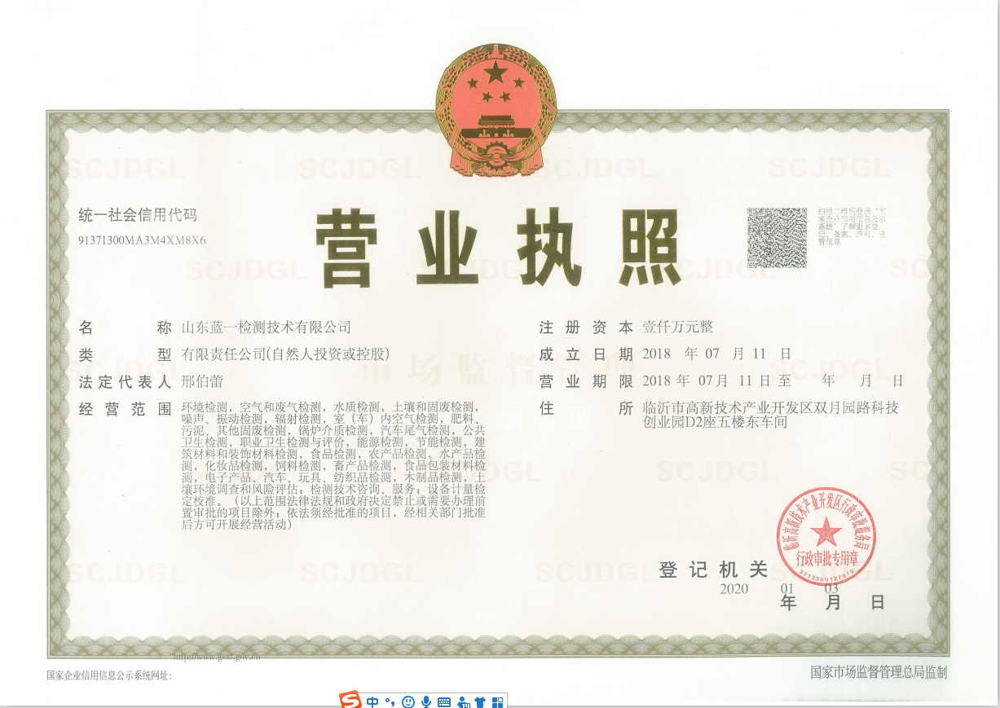 统一社会信用代码
91371300MA3M4XM8X6
营业执照
扫描二维码登录“国
家企业信用信息公示
系统”了解更多登
记、备案、许可、监
管信息
名称 山东蓝一检测技术有限公司
类型 有限责任公司(自然人投资或控股)
法定代表人 邢伯蕾
经营范围 环境检测，空气和废气检测，水质检测，土壤和固废检测，
噪声、振动检测，辐射检测，室（车）内空气检测，肥料、
污泥、其他固废检测，锅炉介质检测，汽车尾气检测，公共
卫生检测，职业卫生检测与评价，能源检测，节能检测，建
筑材料和装饰材料检测，食品检测，农产品检测，水产品检
测，化妆品检测，饲料检测，畜产品检测，食品包装材料检
测，电子产品、汽车、玩具、纺织品检测，木制品检测，土
壤环境调查和风险评估；检测技术咨询、服务；设备计量检
定校准。（以上范围法律法规和政府决定禁止或需要办理前
置审批的项目除外；依法须经批准的项目，经相关部门批准
后方可开展经营活动）
注册资本 壹仟万元整
成立日期 2018 年 07 月 11 日
营业期限 2018 年 07月 11 日 至 年 月 日
住所 临沂市高新技术产业开发区双月园路科技
创业园D2座五楼东车间
临沂高新技术产业开发区行政审批服务局
行政审批专用章
3713300127915
登记机关
2020 01 03
年 月 日
http://www.gsxt.gov.cn
国家企业信用信息公示系统网址:
国家市场监督管理总局监制
SCJDGL
市场监督管理
中